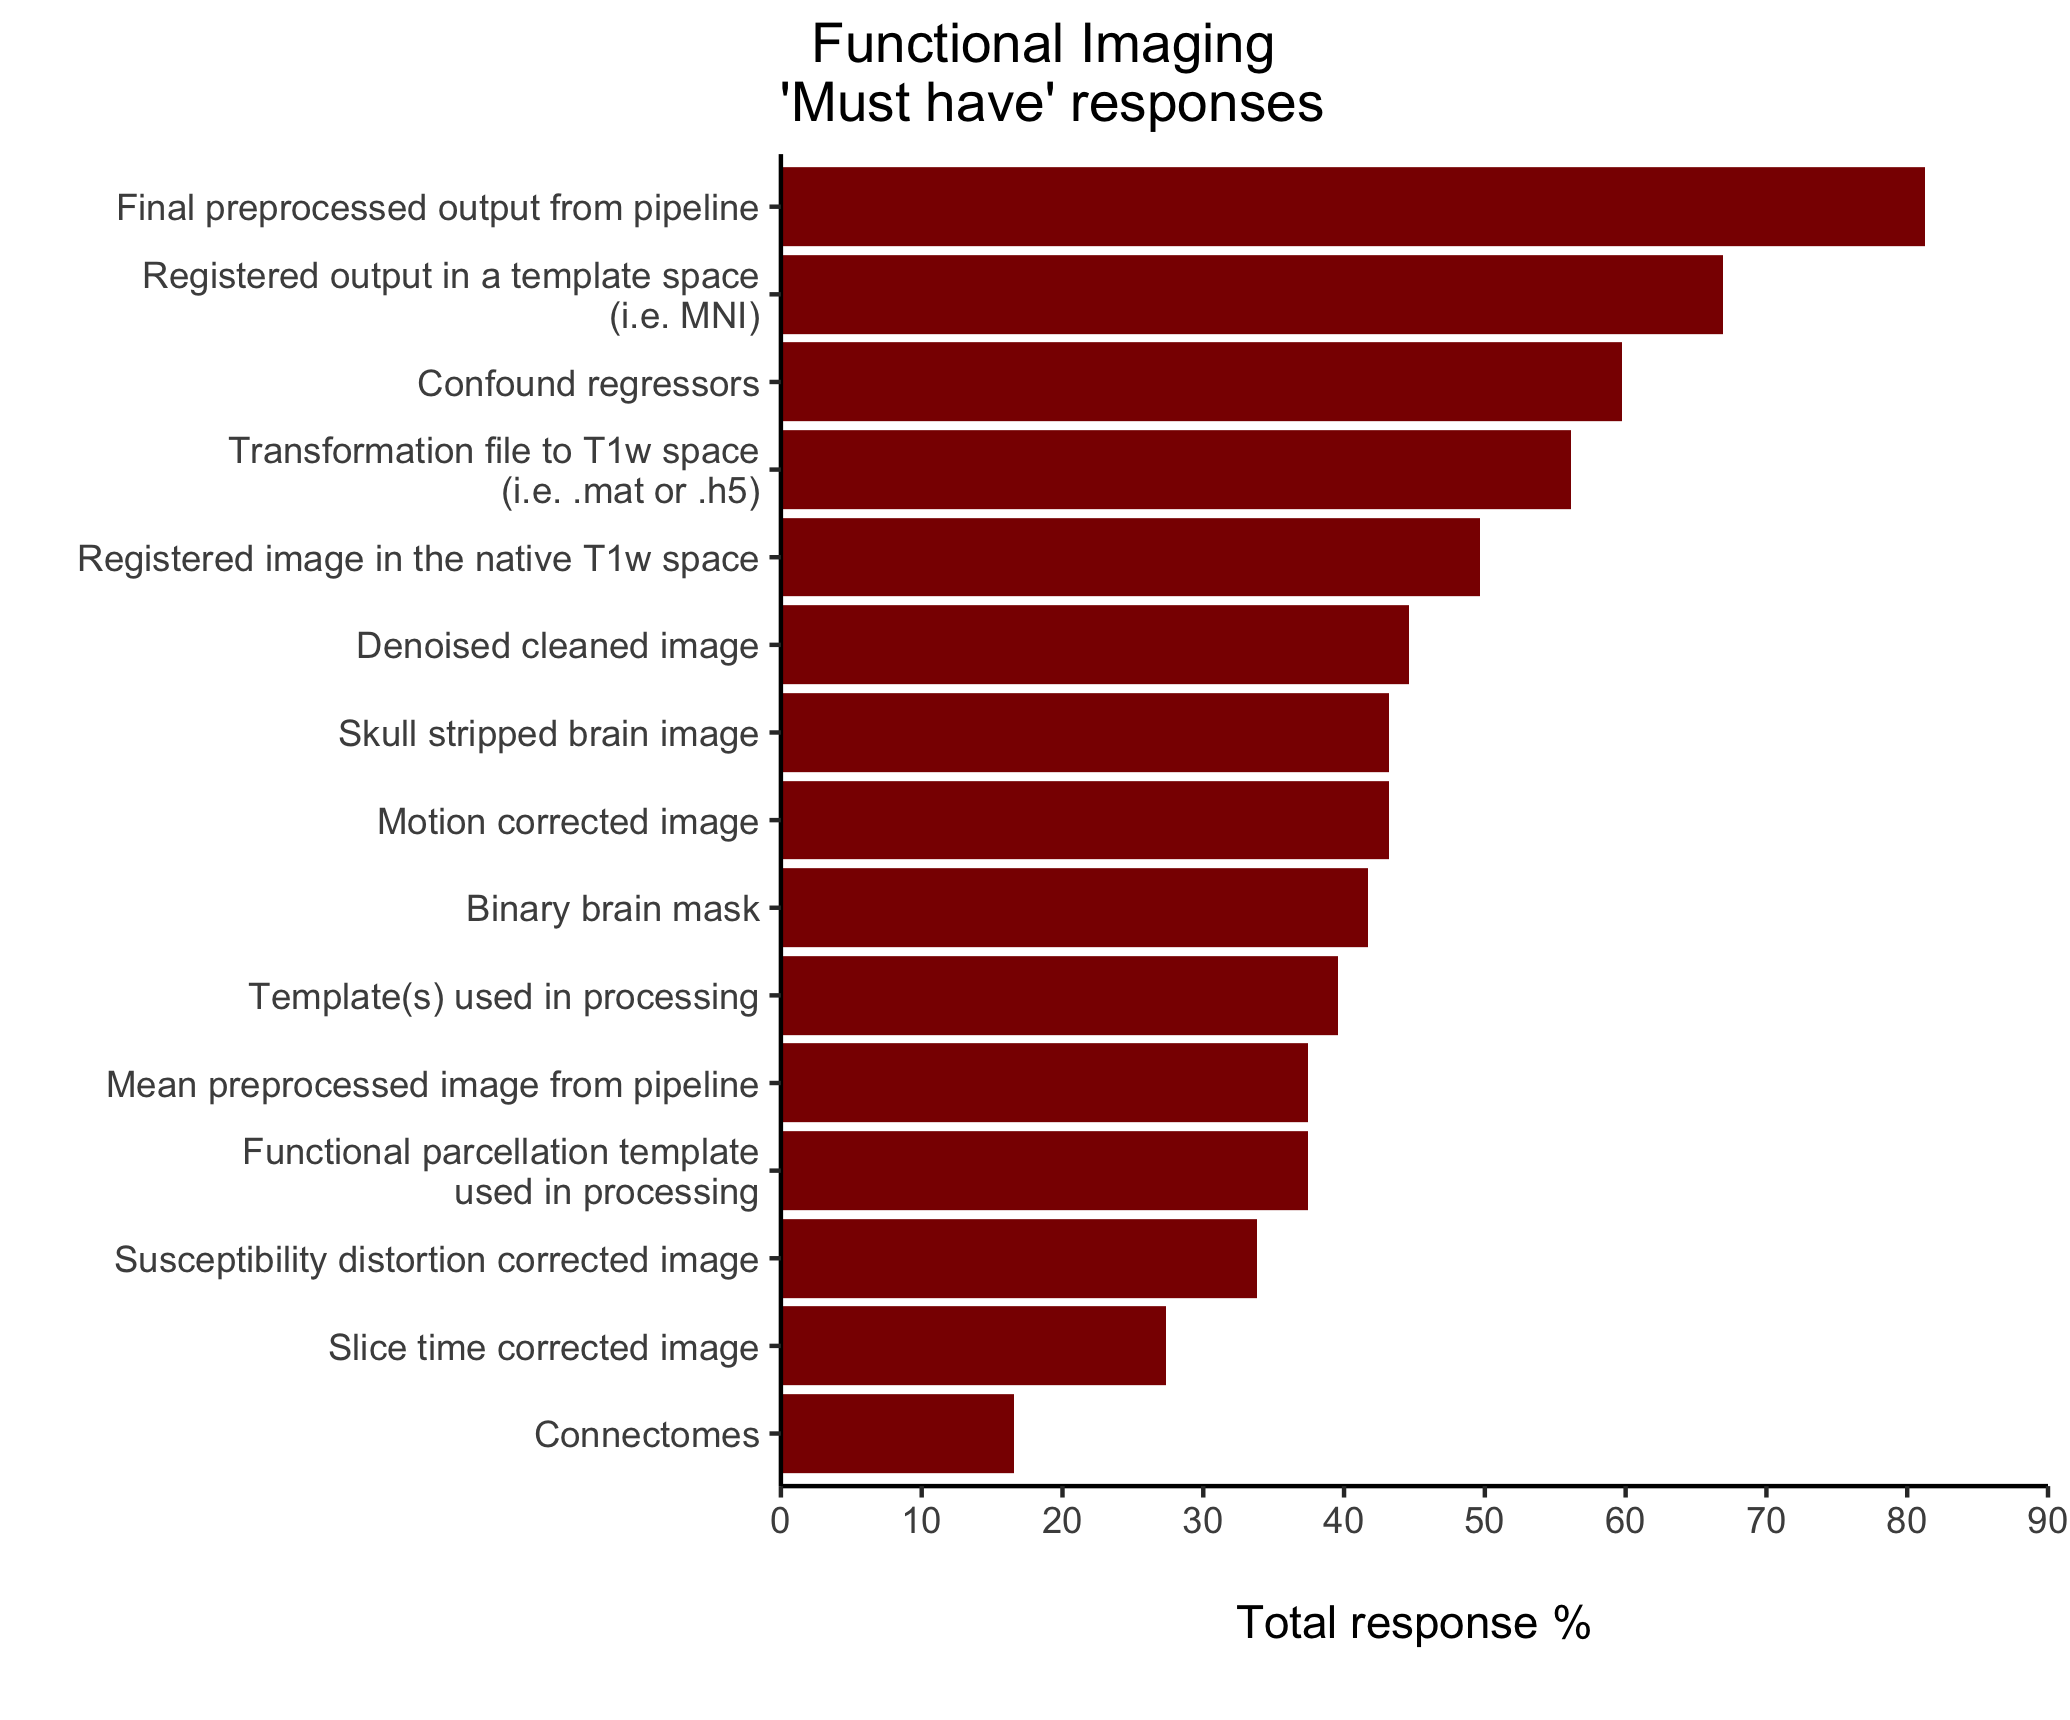 Functional Imaging
'Must have' responses
Final preprocessed output from pipeline
Registered output in a template space
(i.e. MNI)
Confound regressors
Transformation file to T1w space
(i.e. .mat or .h5)
Registered image in the native T1w space
Denoised cleaned image
Skull stripped brain image
Motion corrected image
Binary brain mask
Template(s) used in processing
Mean preprocessed image from pipeline
Functional parcellation template
used in processing
Susceptibility distortion corrected image
Slice time corrected image
Connectomes
0 10 20 30 40 50 60 70 80 90
Total response %